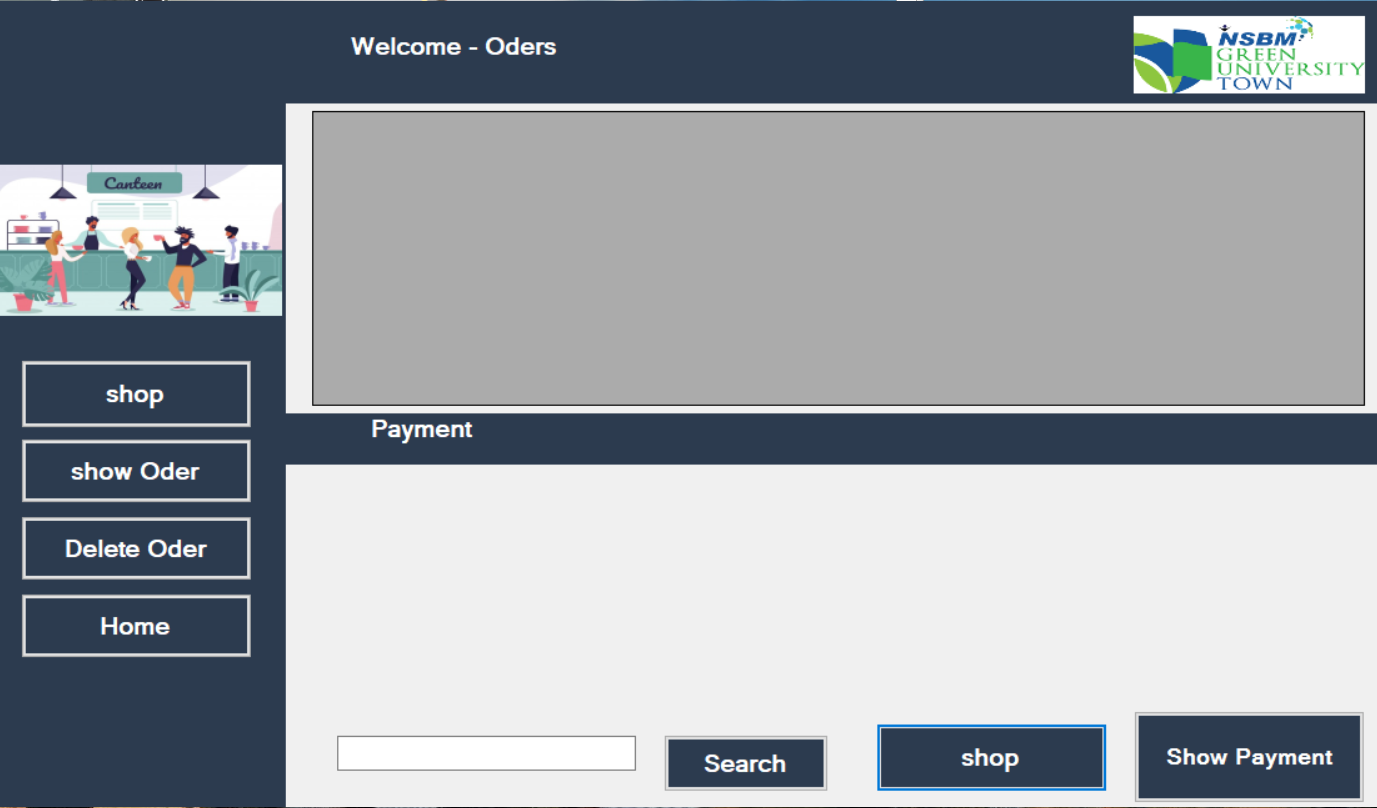 Welcome - Oders
NSBM
GREEN
UNIVERSITY
TOWN
Canteen
shop
show Oder
Delete Oder
Home
Payment
Search
shop
Show Payment